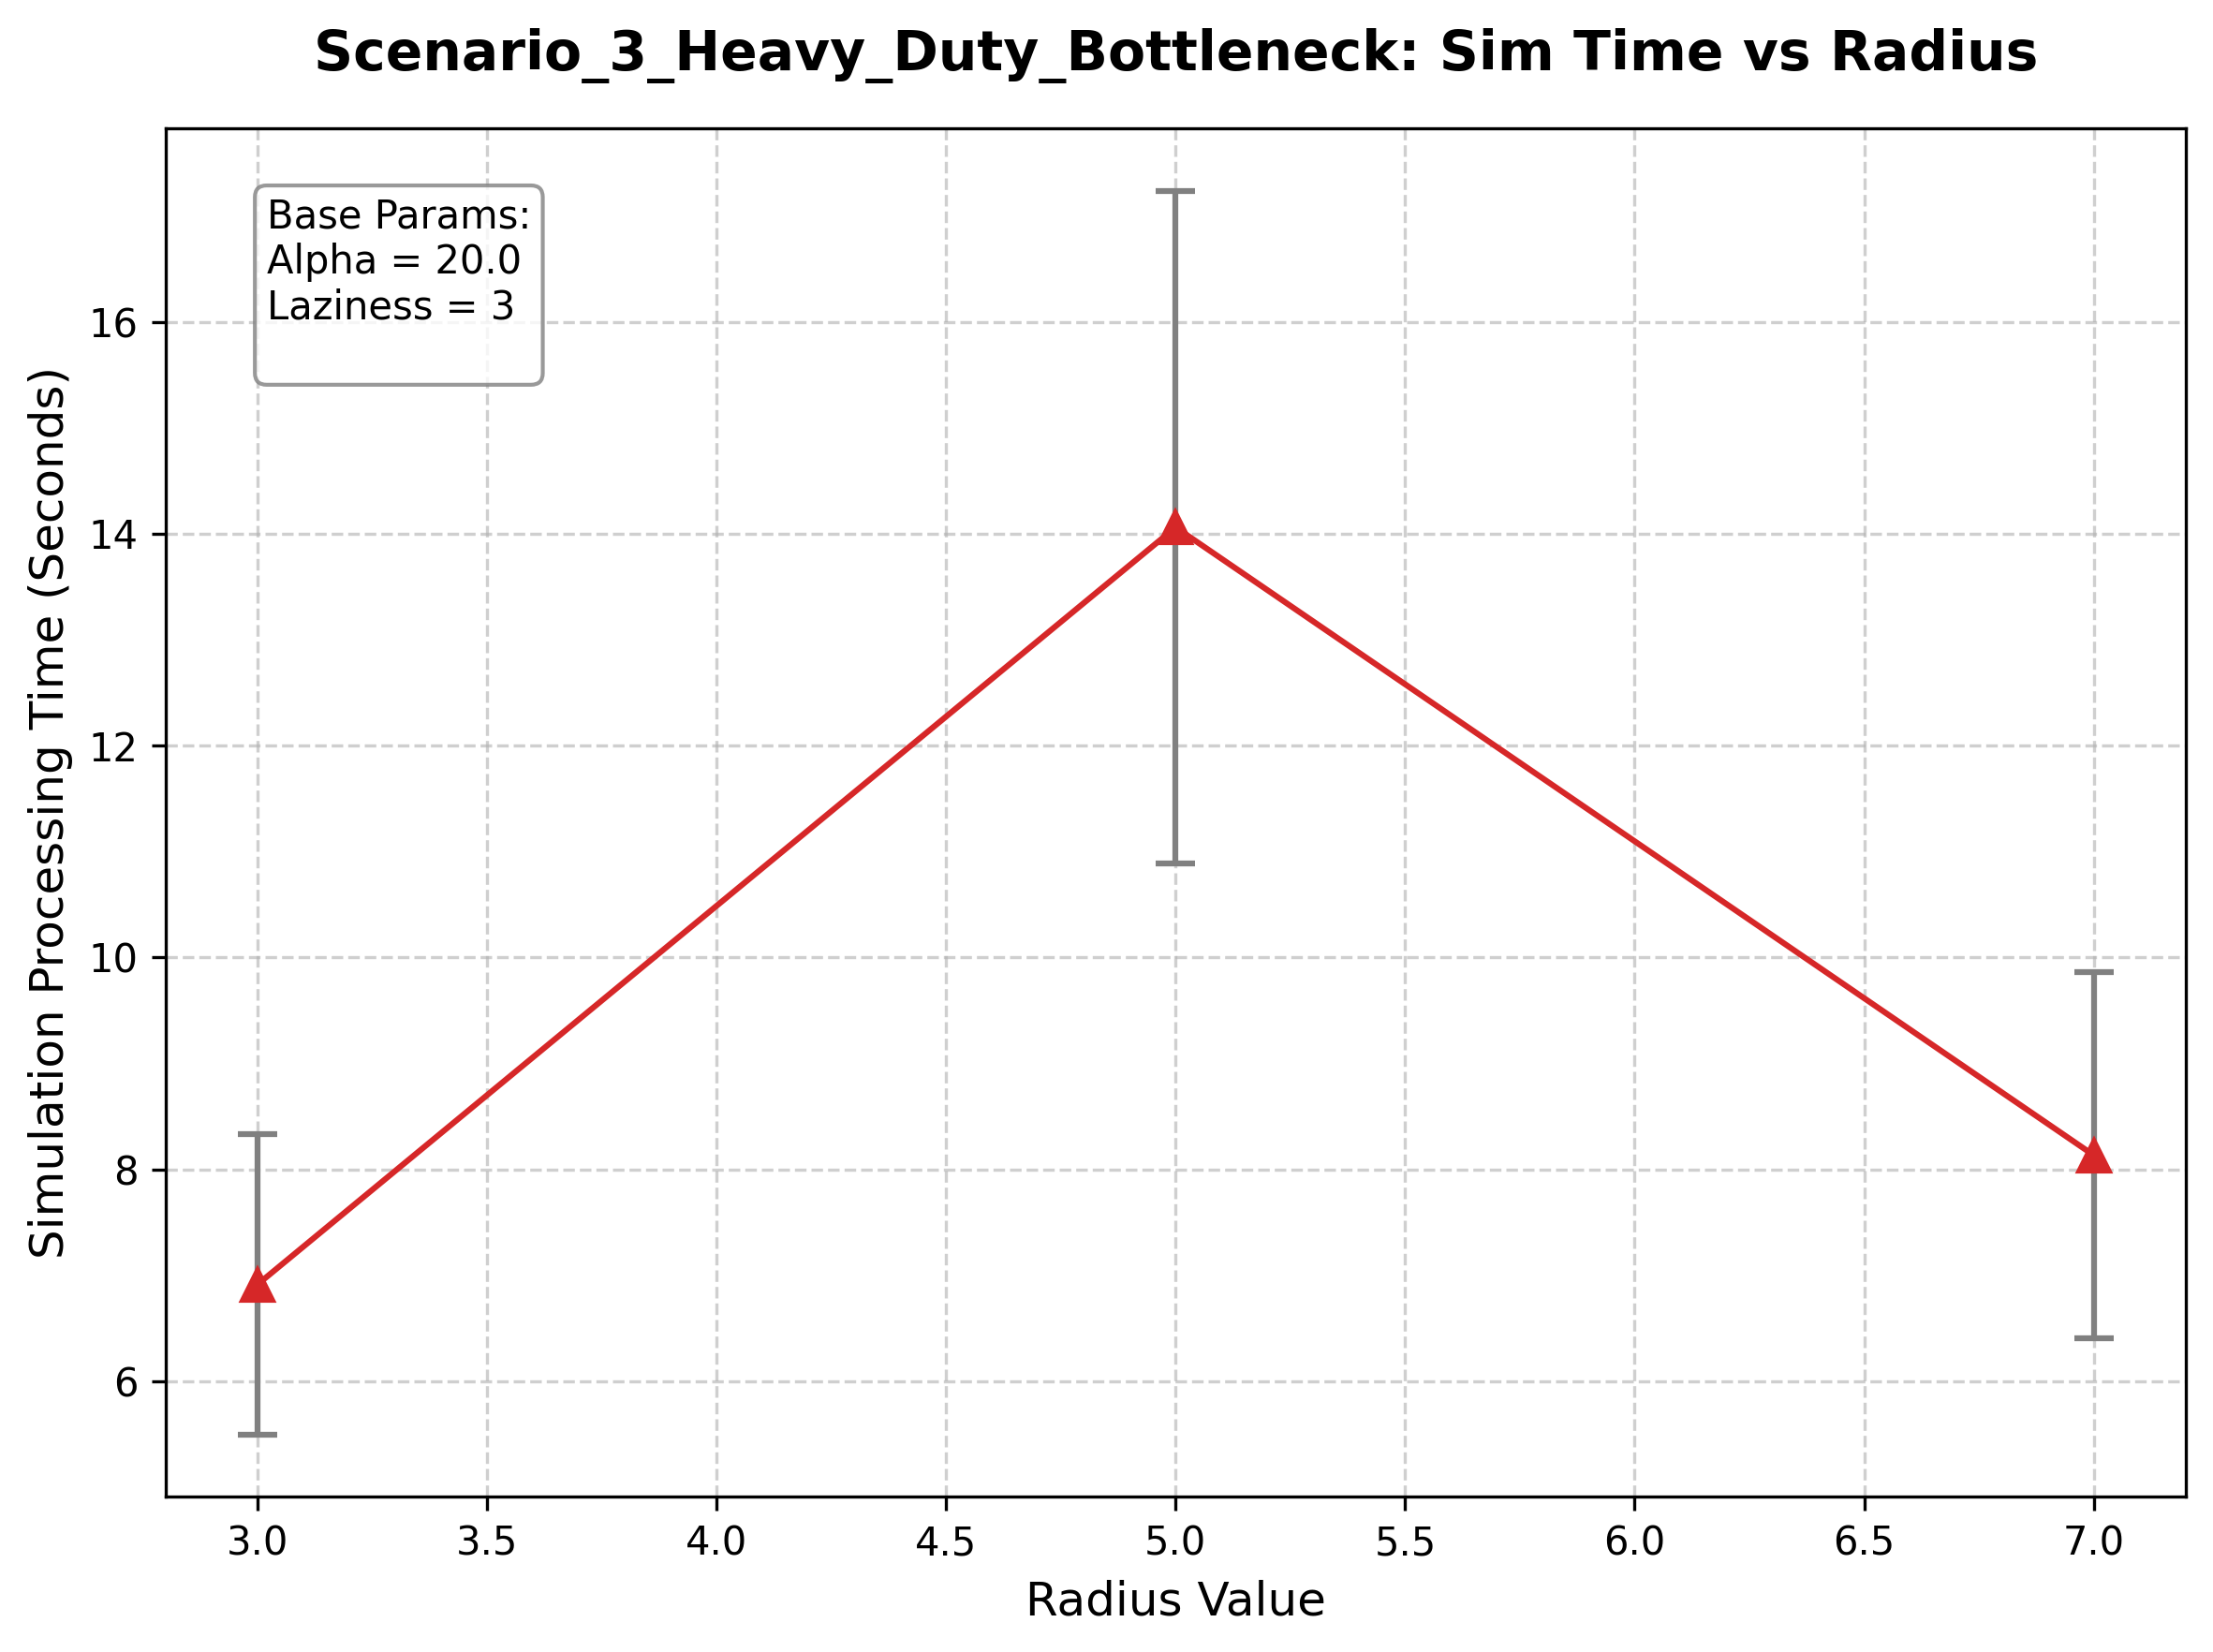 Scenario_3_Heavy_Duty_Bottleneck: Sim Time vs Radius
Base Params:
Alpha = 20.0
Laziness = 3
Simulation Processing Time (Seconds)
16
14
12
10
8
6
3.0 3.5 4.0 4.5 5.0 5.5 6.0 6.5 7.0
Radius Value